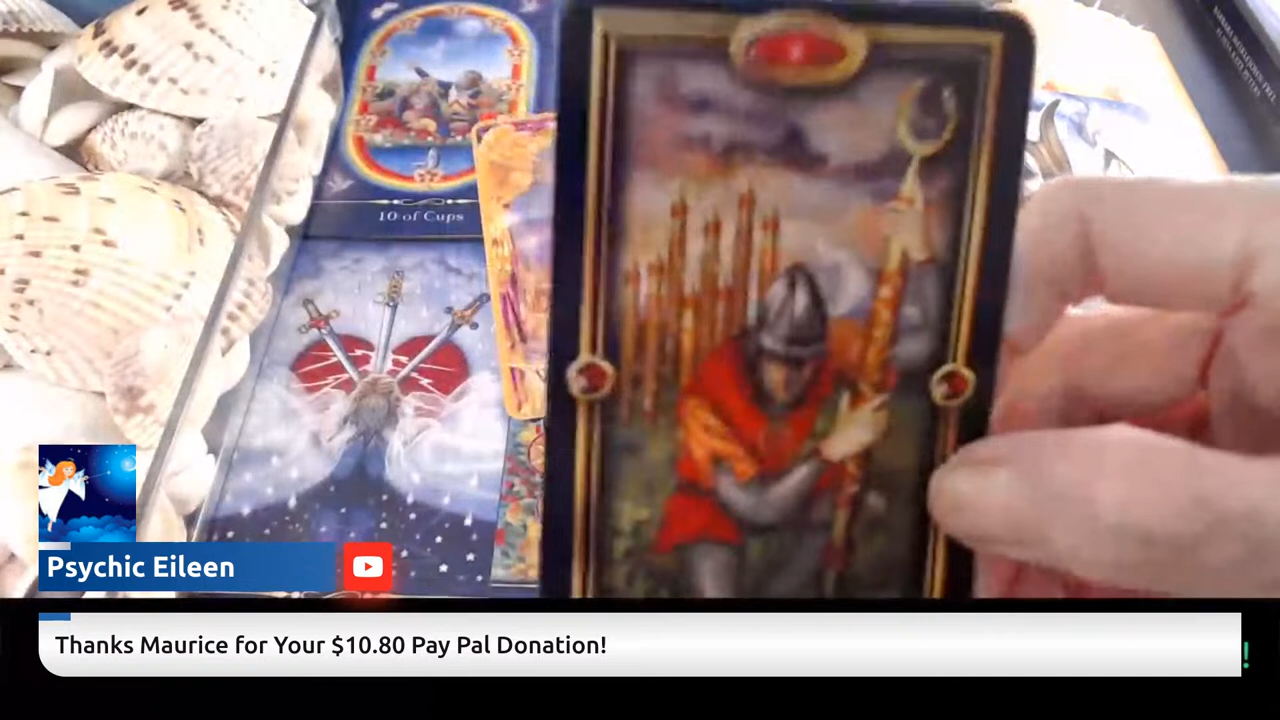 10 of Cups
Psychic Eileen
Thanks Maurice for Your $10.80 Pay Pal Donation!
!